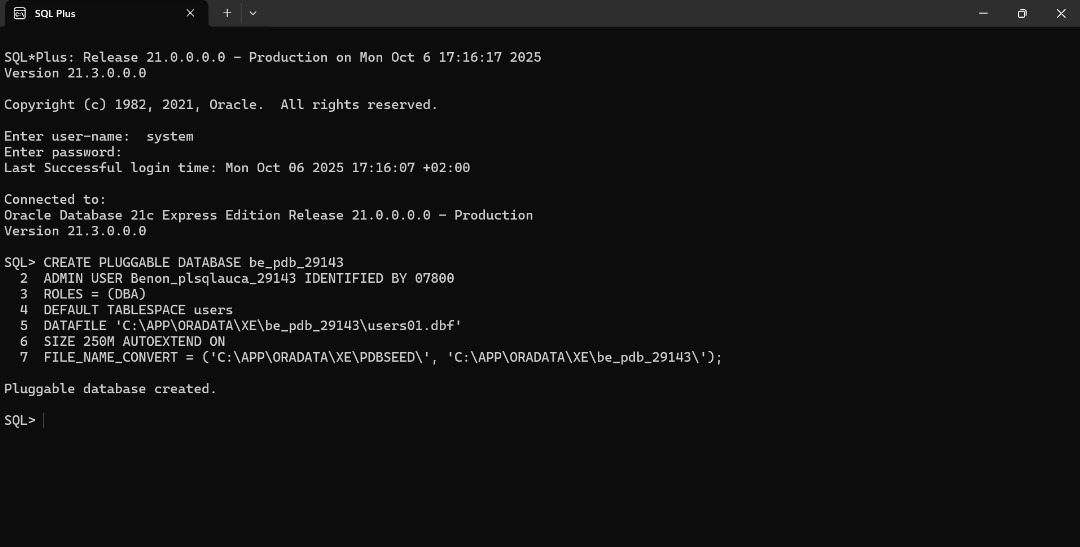 SQL Plus
SQL*Plus: Release 21.0.0.0.0 - Production on Mon Oct 6 17:16:17 2025
Version 21.3.0.0.0
Copyright (c) 1982, 2021, Oracle.  All rights reserved.
Enter user-name:  system
Enter password:
Last Successful login time: Mon Oct 06 2025 17:16:07 +02:00
Connected to:
Oracle Database 21c Express Edition Release 21.0.0.0.0 - Production
Version 21.3.0.0.0
SQL> CREATE PLUGGABLE DATABASE be_pdb_29143
  2  ADMIN USER Benon_plsqlauca_29143 IDENTIFIED BY 07800
  3  ROLES = (DBA)
  4  DEFAULT TABLESPACE users
  5  DATAFILE 'C:\APP\ORADATA\XE\be_pdb_29143\users01.dbf'
  6  SIZE 250M AUTOEXTEND ON
  7  FILE_NAME_CONVERT = ('C:\APP\ORADATA\XE\PDBSEED\', 'C:\APP\ORADATA\XE\be_pdb_29143\');
Pluggable database created.
SQL>